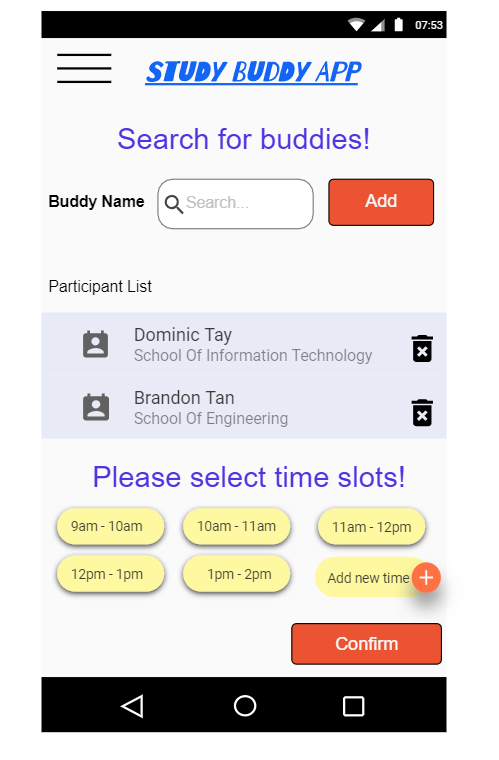 07:53
STUDY BUDDY APP
Search for buddies!
Buddy Name Search... Add
Participant List
Dominic Tay
School Of Information Technology
Brandon Tan
School Of Engineering
Please select time slots!
9am - 10am 10am - 11am 11am - 12pm
12pm - 1pm 1pm - 2pm Add new time
Confirm